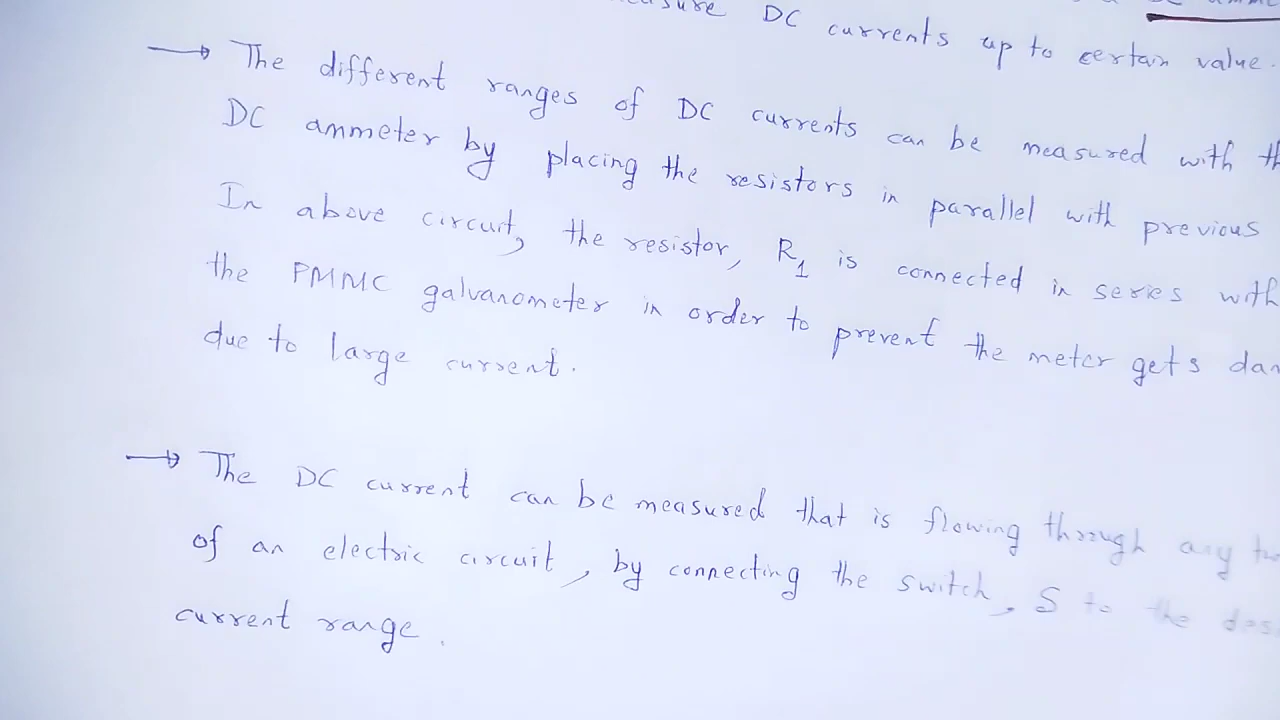 DC currents up to certain value.
→ The different ranges of DC currents can be measured with
DC ammeter by placing the resistors in parallel with previous
In above circuit, the resistor, R1 is connected in series with
the PMMC galvanometer in order to prevent the meter gets
due to large current.
→ The DC current can be measured that is flowing through any
of an electric circuit, by connecting the switch, S to the
current range.